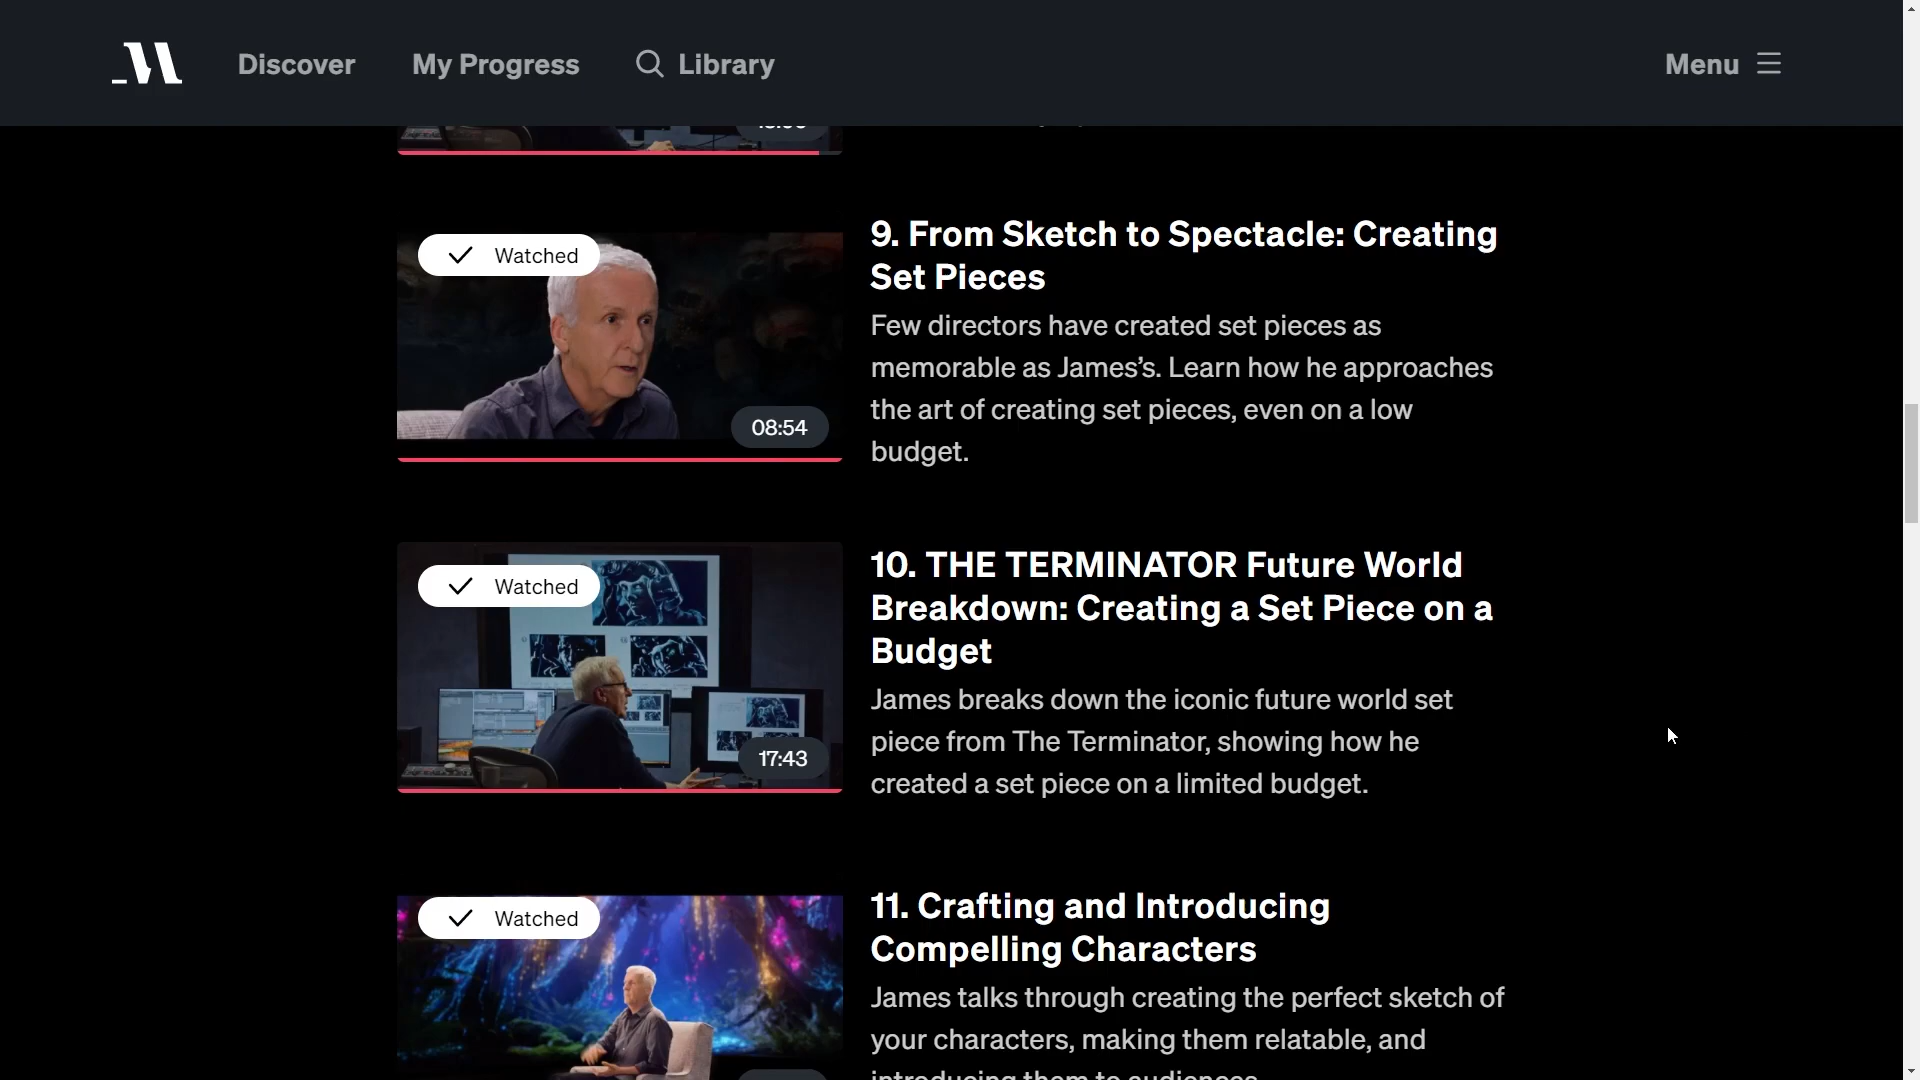 Discover
My Progress
Library
Menu
Watched
08:54
9. From Sketch to Spectacle: Creating
Set Pieces
Few directors have created set pieces as
memorable as James’s. Learn how he approaches
the art of creating set pieces, even on a low
budget.
Watched
17:43
10. THE TERMINATOR Future World
Breakdown: Creating a Set Piece on a
Budget
James breaks down the iconic future world set
piece from The Terminator, showing how he
created a set piece on a limited budget.
Watched
11. Crafting and Introducing
Compelling Characters
James talks through creating the perfect sketch of
your characters, making them relatable, and
introducing them to audiences.